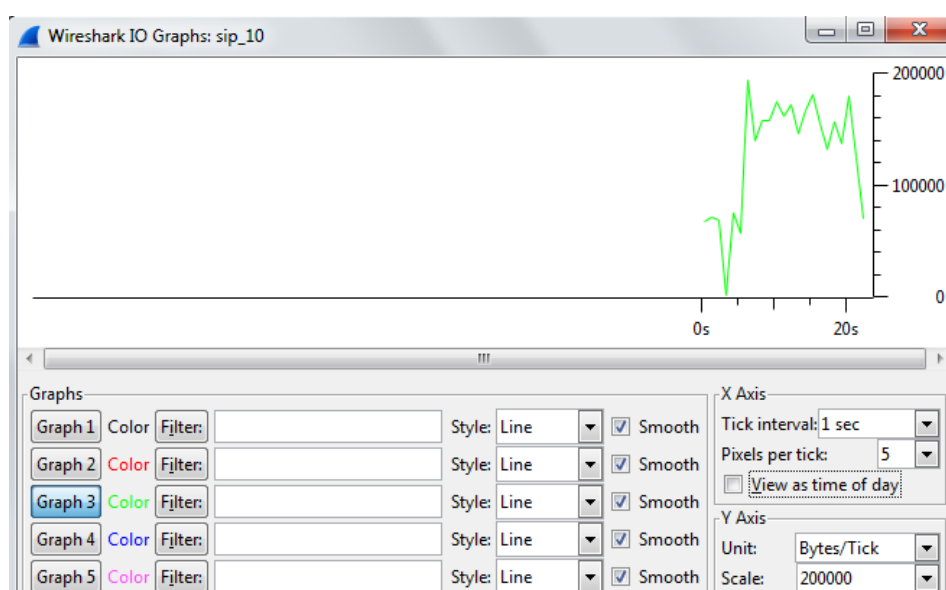 Wireshark IO Graphs: sip_10
200000
100000
0
0s 20s
Graphs
Graph 1 Color Filter: Style: Line Smooth
Graph 2 Color Filter: Style: Line Smooth
Graph 3 Color Filter: Style: Line Smooth
Graph 4 Color Filter: Style: Line Smooth
Graph 5 Color Filter: Style: Line Smooth
X Axis
Tick interval: 1 sec
Pixels per tick: 5
View as time of day
Y Axis
Unit: Bytes/Tick
Scale: 200000